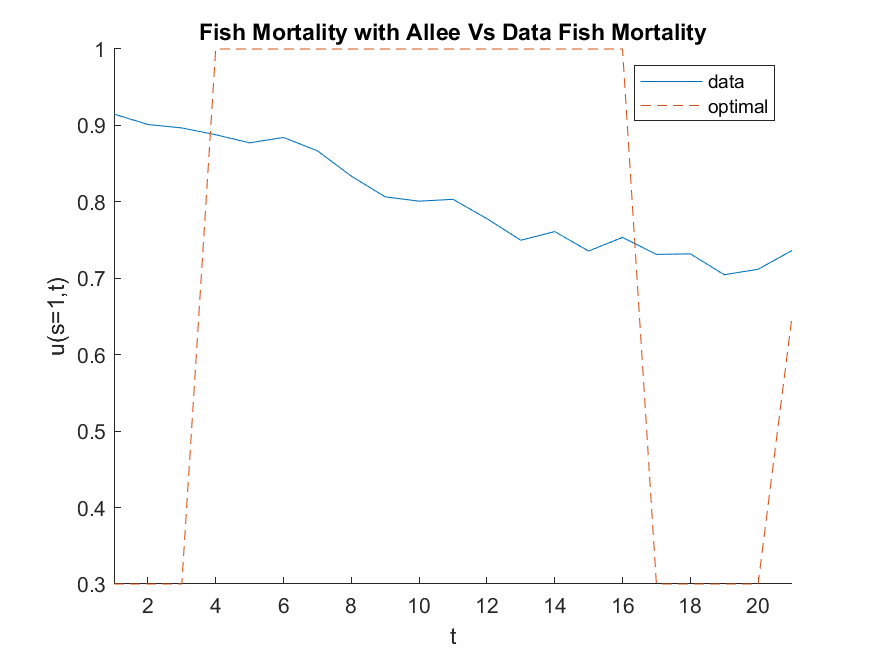 Fish Mortality with Allee Vs Data Fish Mortality
1
0.9
0.8
0.7
0.6
0.5
0.4
0.3
u(s=1,t)
data
optimal
2 4 6 8 10 12 14 16 18 20
t